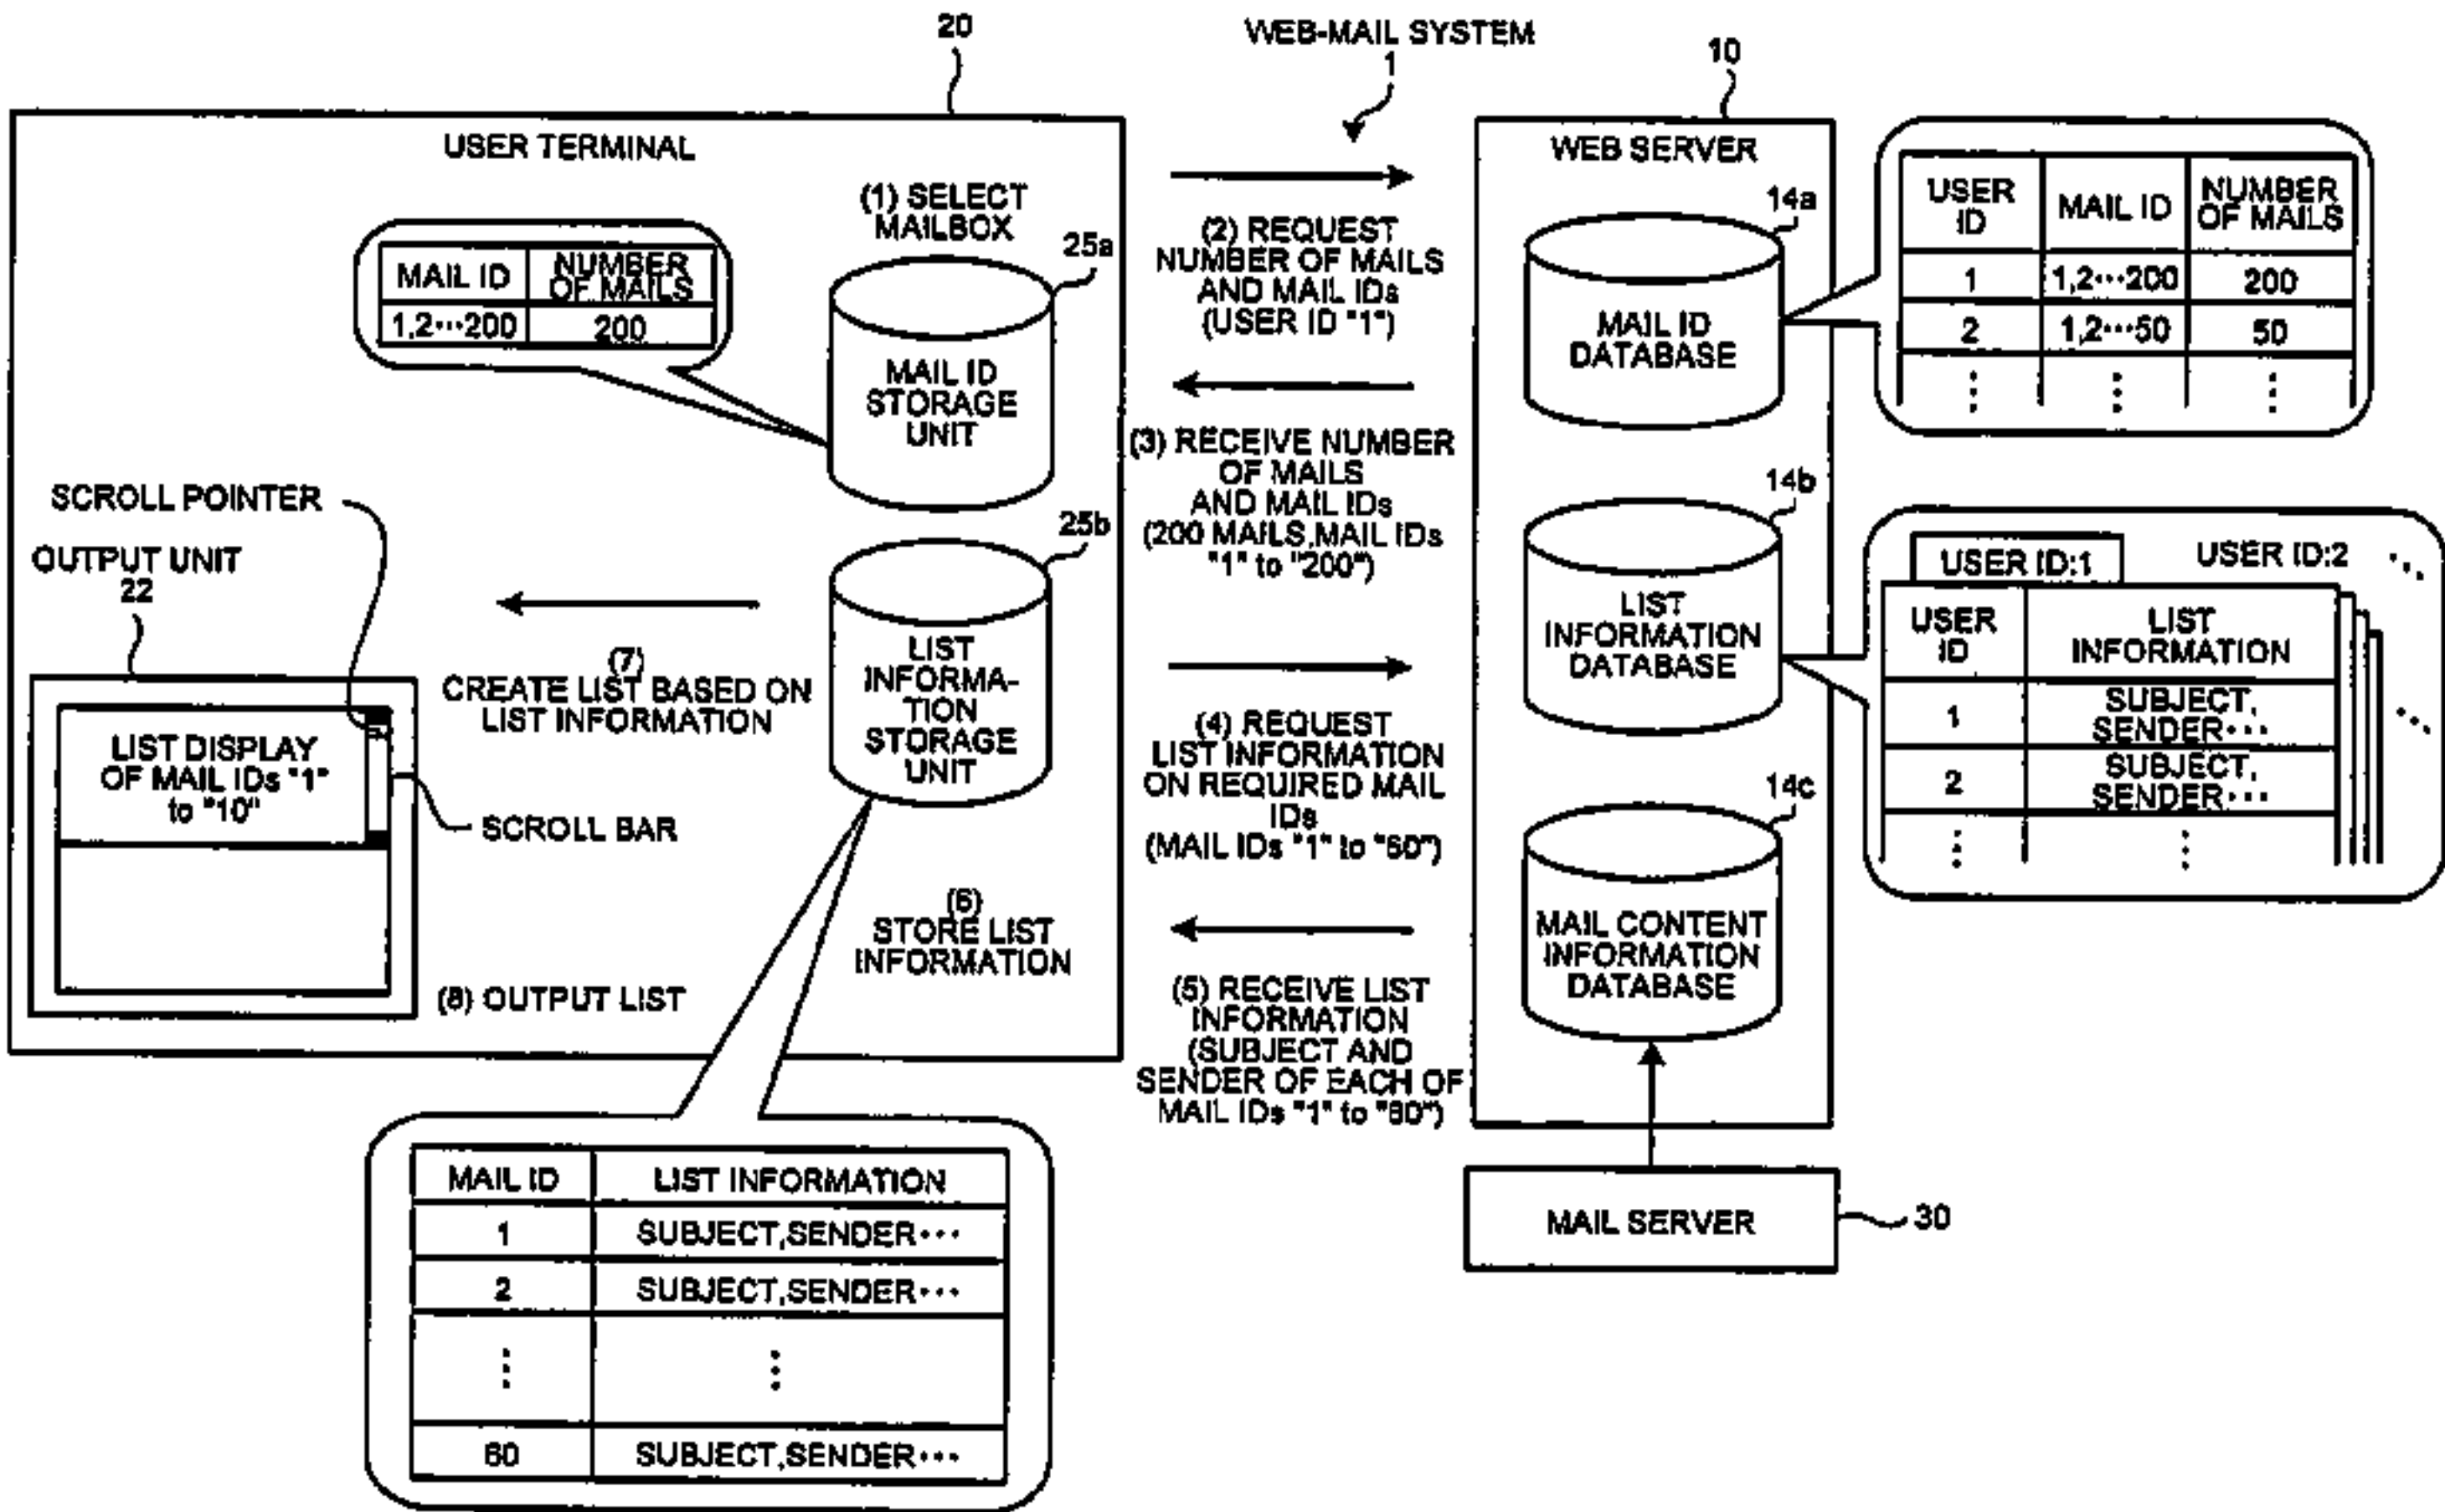 WEB-MAIL SYSTEM
1
20
USER TERMINAL
(1) SELECT
MAILBOX
25a
MAIL ID
NUMBER
OF MAILS
1,2···200
200
MAIL ID
STORAGE
UNIT
SCROLL POINTER
OUTPUT UNIT
22
25b
LIST
INFORMA-
TION
STORAGE
UNIT
(7)
CREATE LIST BASED ON
LIST INFORMATION
LIST DISPLAY
OF MAIL IDs "1"
to "10"
SCROLL BAR
(6)
STORE LIST
INFORMATION
(8) OUTPUT LIST
MAIL ID
LIST INFORMATION
1
SUBJECT,SENDER···
2
SUBJECT,SENDER···
⋮
⋮
60
SUBJECT,SENDER···
(2) REQUEST
NUMBER OF MAILS
AND MAIL IDs
(USER ID "1")
(3) RECEIVE NUMBER
OF MAILS
AND MAIL IDs
(200 MAILS,MAIL IDs
"1" to "200")
(4) REQUEST
LIST INFORMATION
ON REQUIRED MAIL
IDs
(MAIL IDs "1" to "60")
(5) RECEIVE LIST
INFORMATION
(SUBJECT AND
SENDER OF EACH OF
MAIL IDs "1" to "60")
10
WEB SERVER
14a
MAIL ID
DATABASE
14b
LIST
INFORMATION
DATABASE
14c
MAIL CONTENT
INFORMATION
DATABASE
MAIL SERVER
30
USER
ID
MAIL ID
NUMBER
OF MAILS
1
1,2···200
200
2
1,2···50
50
⋮
⋮
⋮
USER ID:1
USER ID:2
⋱
USER
ID
LIST
INFORMATION
1
SUBJECT,
SENDER···
⋱
2
SUBJECT,
SENDER···
⋮
⋮